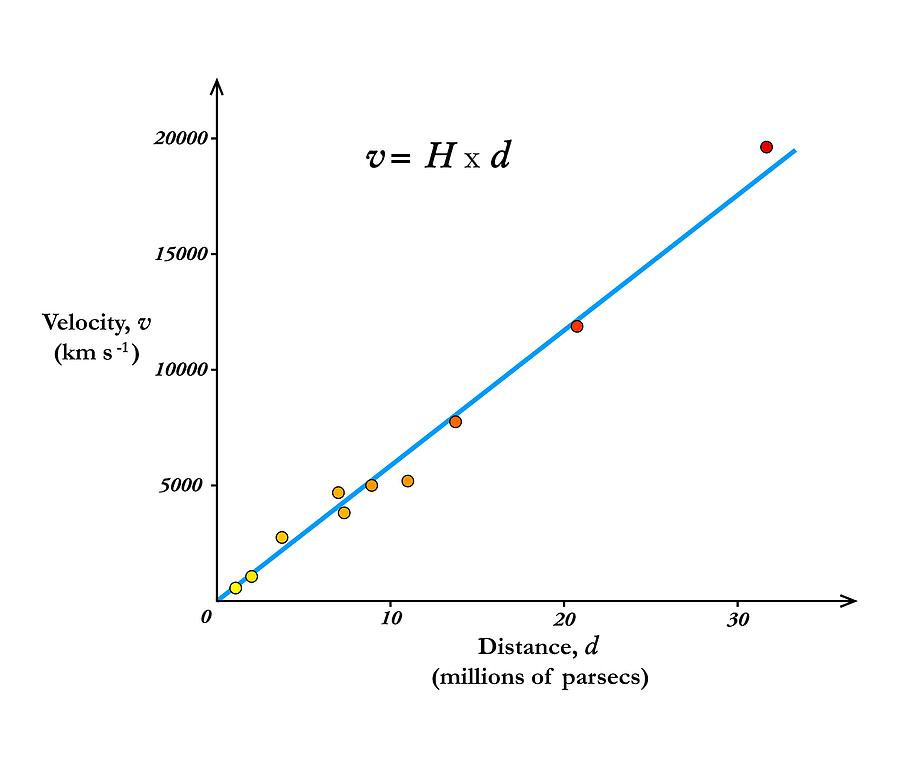 20000
v = H x d
15000
Velocity, v
(km s⁻¹)
10000
5000
0
10
20
30
Distance, d
(millions of parsecs)